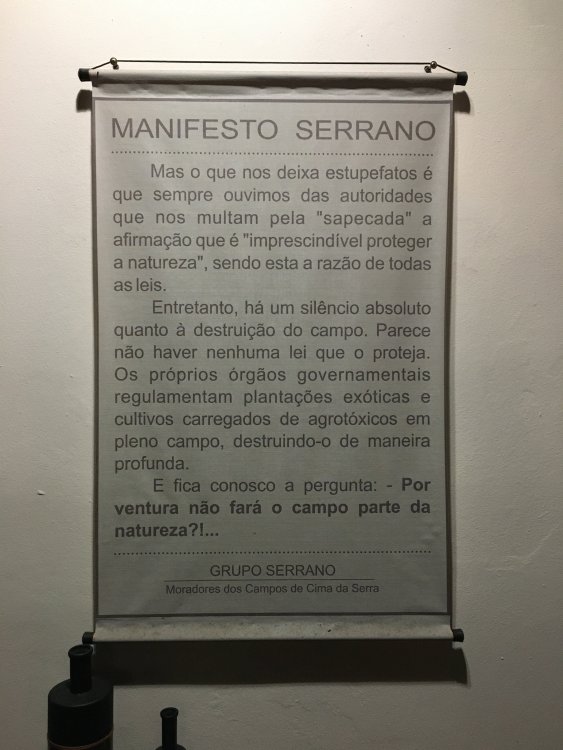 MANIFESTO SERRANO
Mas o que nos deixa estupefatos é
que sempre ouvimos das autoridades
que nos multam pela "sapecada" a
afirmação que é "imprescindível proteger
a natureza", sendo esta a razão de todas
as leis.
Entretanto, há um silêncio absoluto
quanto à destruição do campo. Parece
não haver nenhuma lei que o proteja.
Os próprios órgãos governamentais
regulamentam plantações exóticas e
cultivos carregados de agrotóxicos em
pleno campo, destruindo-o de maneira
profunda.
E fica conosco a pergunta: - Por
ventura não fará o campo parte da
natureza?!...
GRUPO SERRANO
Moradores dos Campos de Cima da Serra